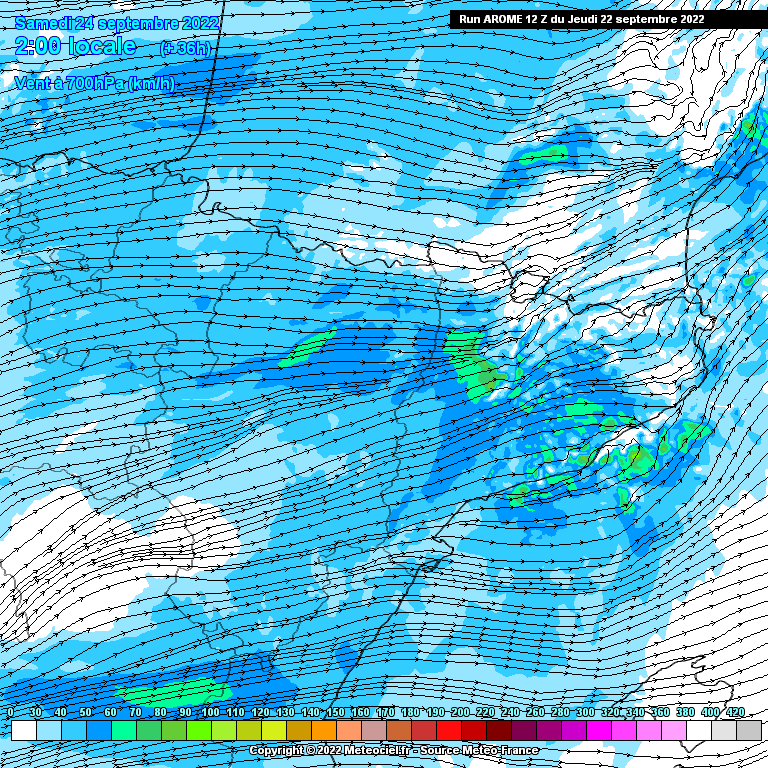 Samedi 24 septembre 2022
Run AROME 12 Z du Jeudi 22 septembre 2022
2:00 locale (+36h)
Vent à 700hPa (km/h)
0 30 40 50 60 70 80 90 100 110 120 130 140 150 160 170 180 190 200 220 240 260 280 300 320 340 360 380 400 420
Copyright © 2022 Meteociel.fr - Source Meteo-France